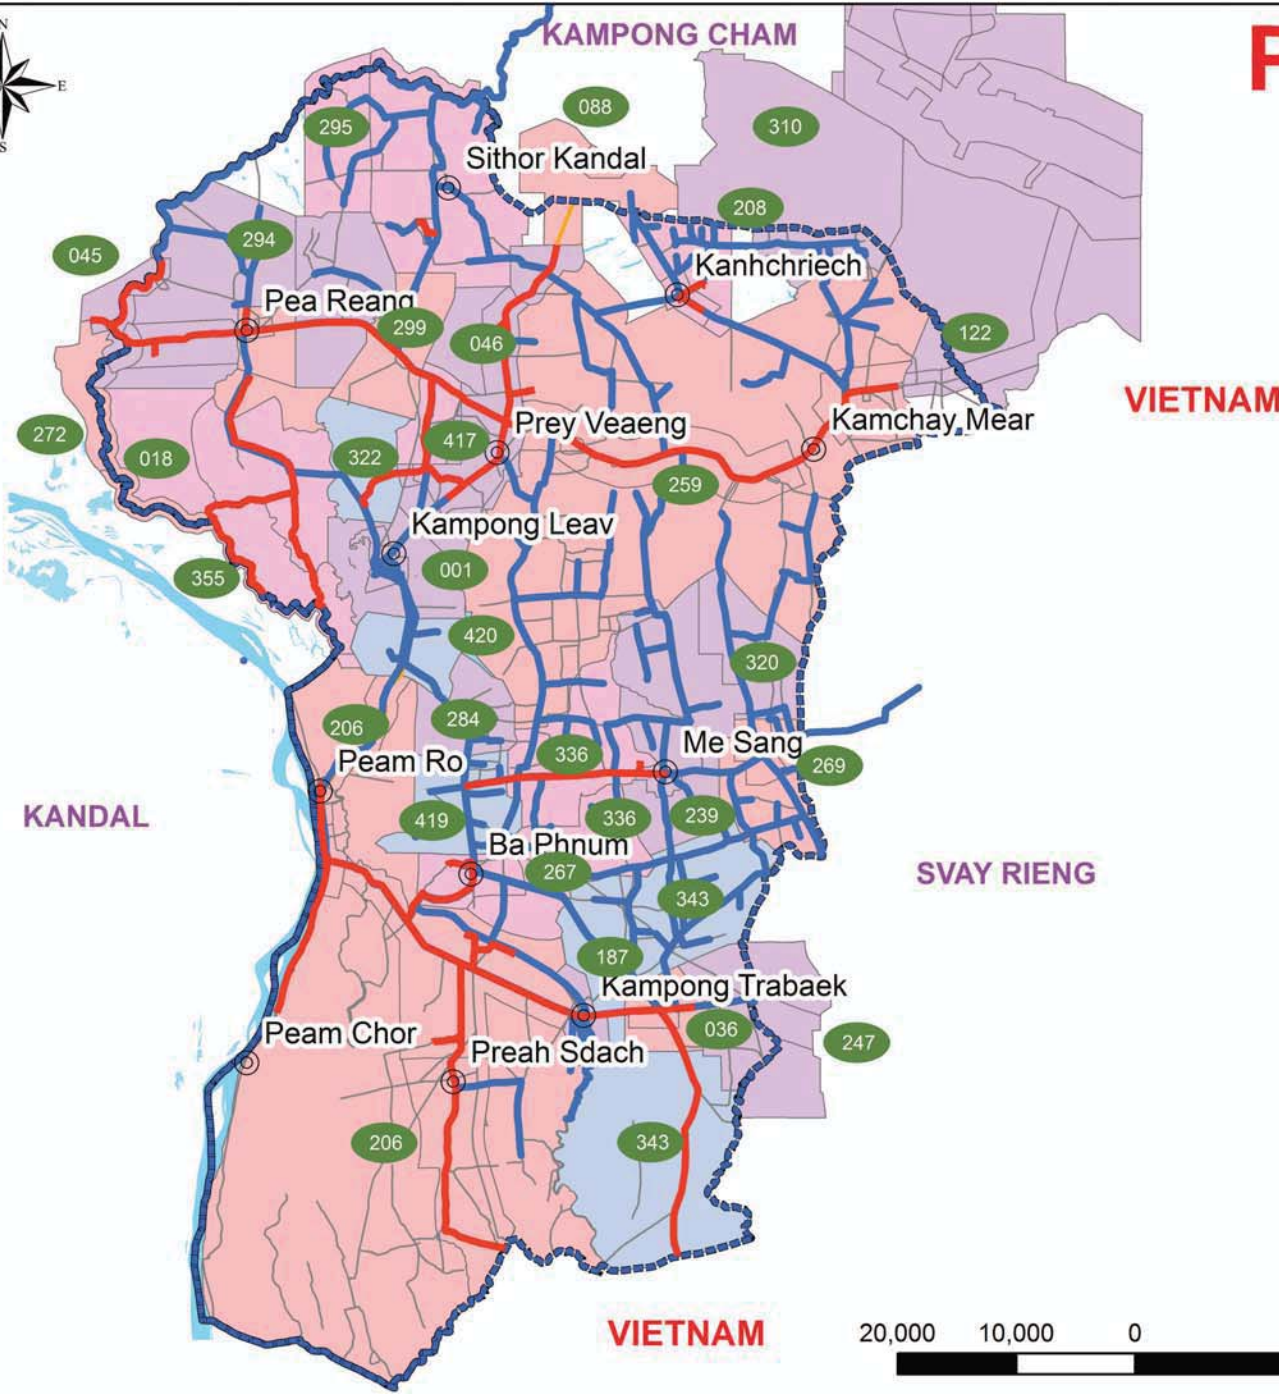 N
KAMPONG CHAM
P
E
088
295
310
S
Sithor Kandal
208
294
045
Kanhchriech
Pea Reang
299
046
122
VIETNAM
Prey Veaeng
Kamchay Mear
272
417
018
322
259
Kampong Leav
001
355
420
320
206
284
Me Sang
336
Peam Ro
269
KANDAL
419
336
239
Ba Phnum
267
SVAY RIENG
343
187
Kampong Trabaek
036
Peam Chor
247
Preah Sdach
206
343
VIETNAM
20,000 10,000 0